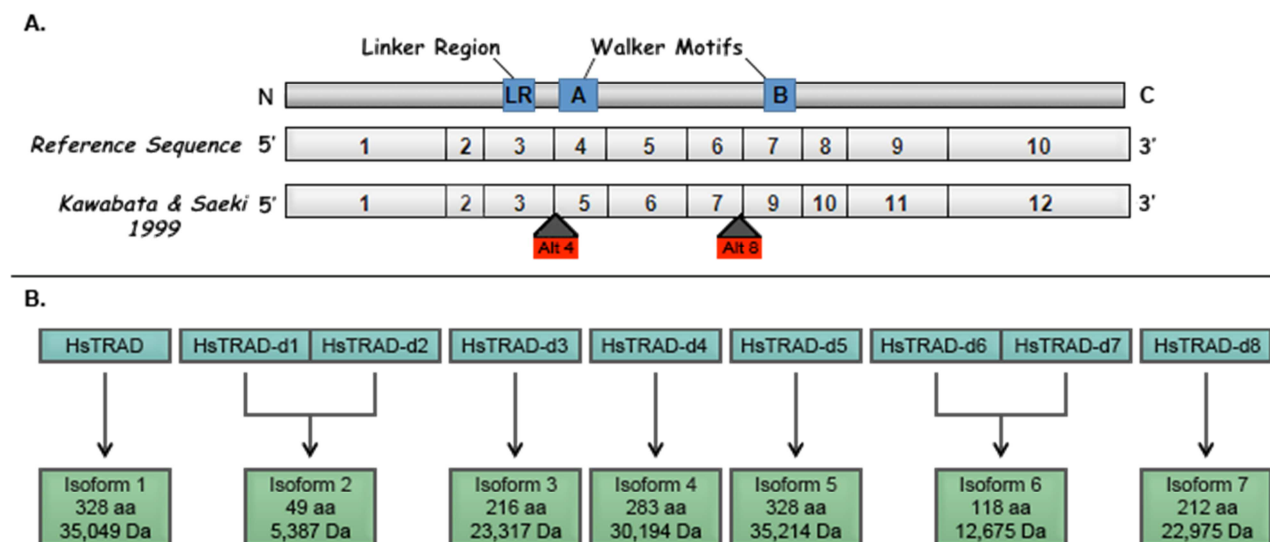 A.
Linker Region Walker Motifs
N LR A B C
Reference Sequence 5' 1 2 3 4 5 6 7 8 9 10 3'
Kawabata & Saeki 5' 1 2 3 5 6 7 9 10 11 12 3'
1999
Alt 4 Alt 8
B.
HsTRAD HsTRAD-d1 HsTRAD-d2 HsTRAD-d3 HsTRAD-d4 HsTRAD-d5 HsTRAD-d6 HsTRAD-d7 HsTRAD-d8
Isoform 1 Isoform 2 Isoform 3 Isoform 4 Isoform 5 Isoform 6 Isoform 7
328 aa 49 aa 216 aa 283 aa 328 aa 118 aa 212 aa
35,049 Da 5,387 Da 23,317 Da 30,194 Da 35,214 Da 12,675 Da 22,975 Da